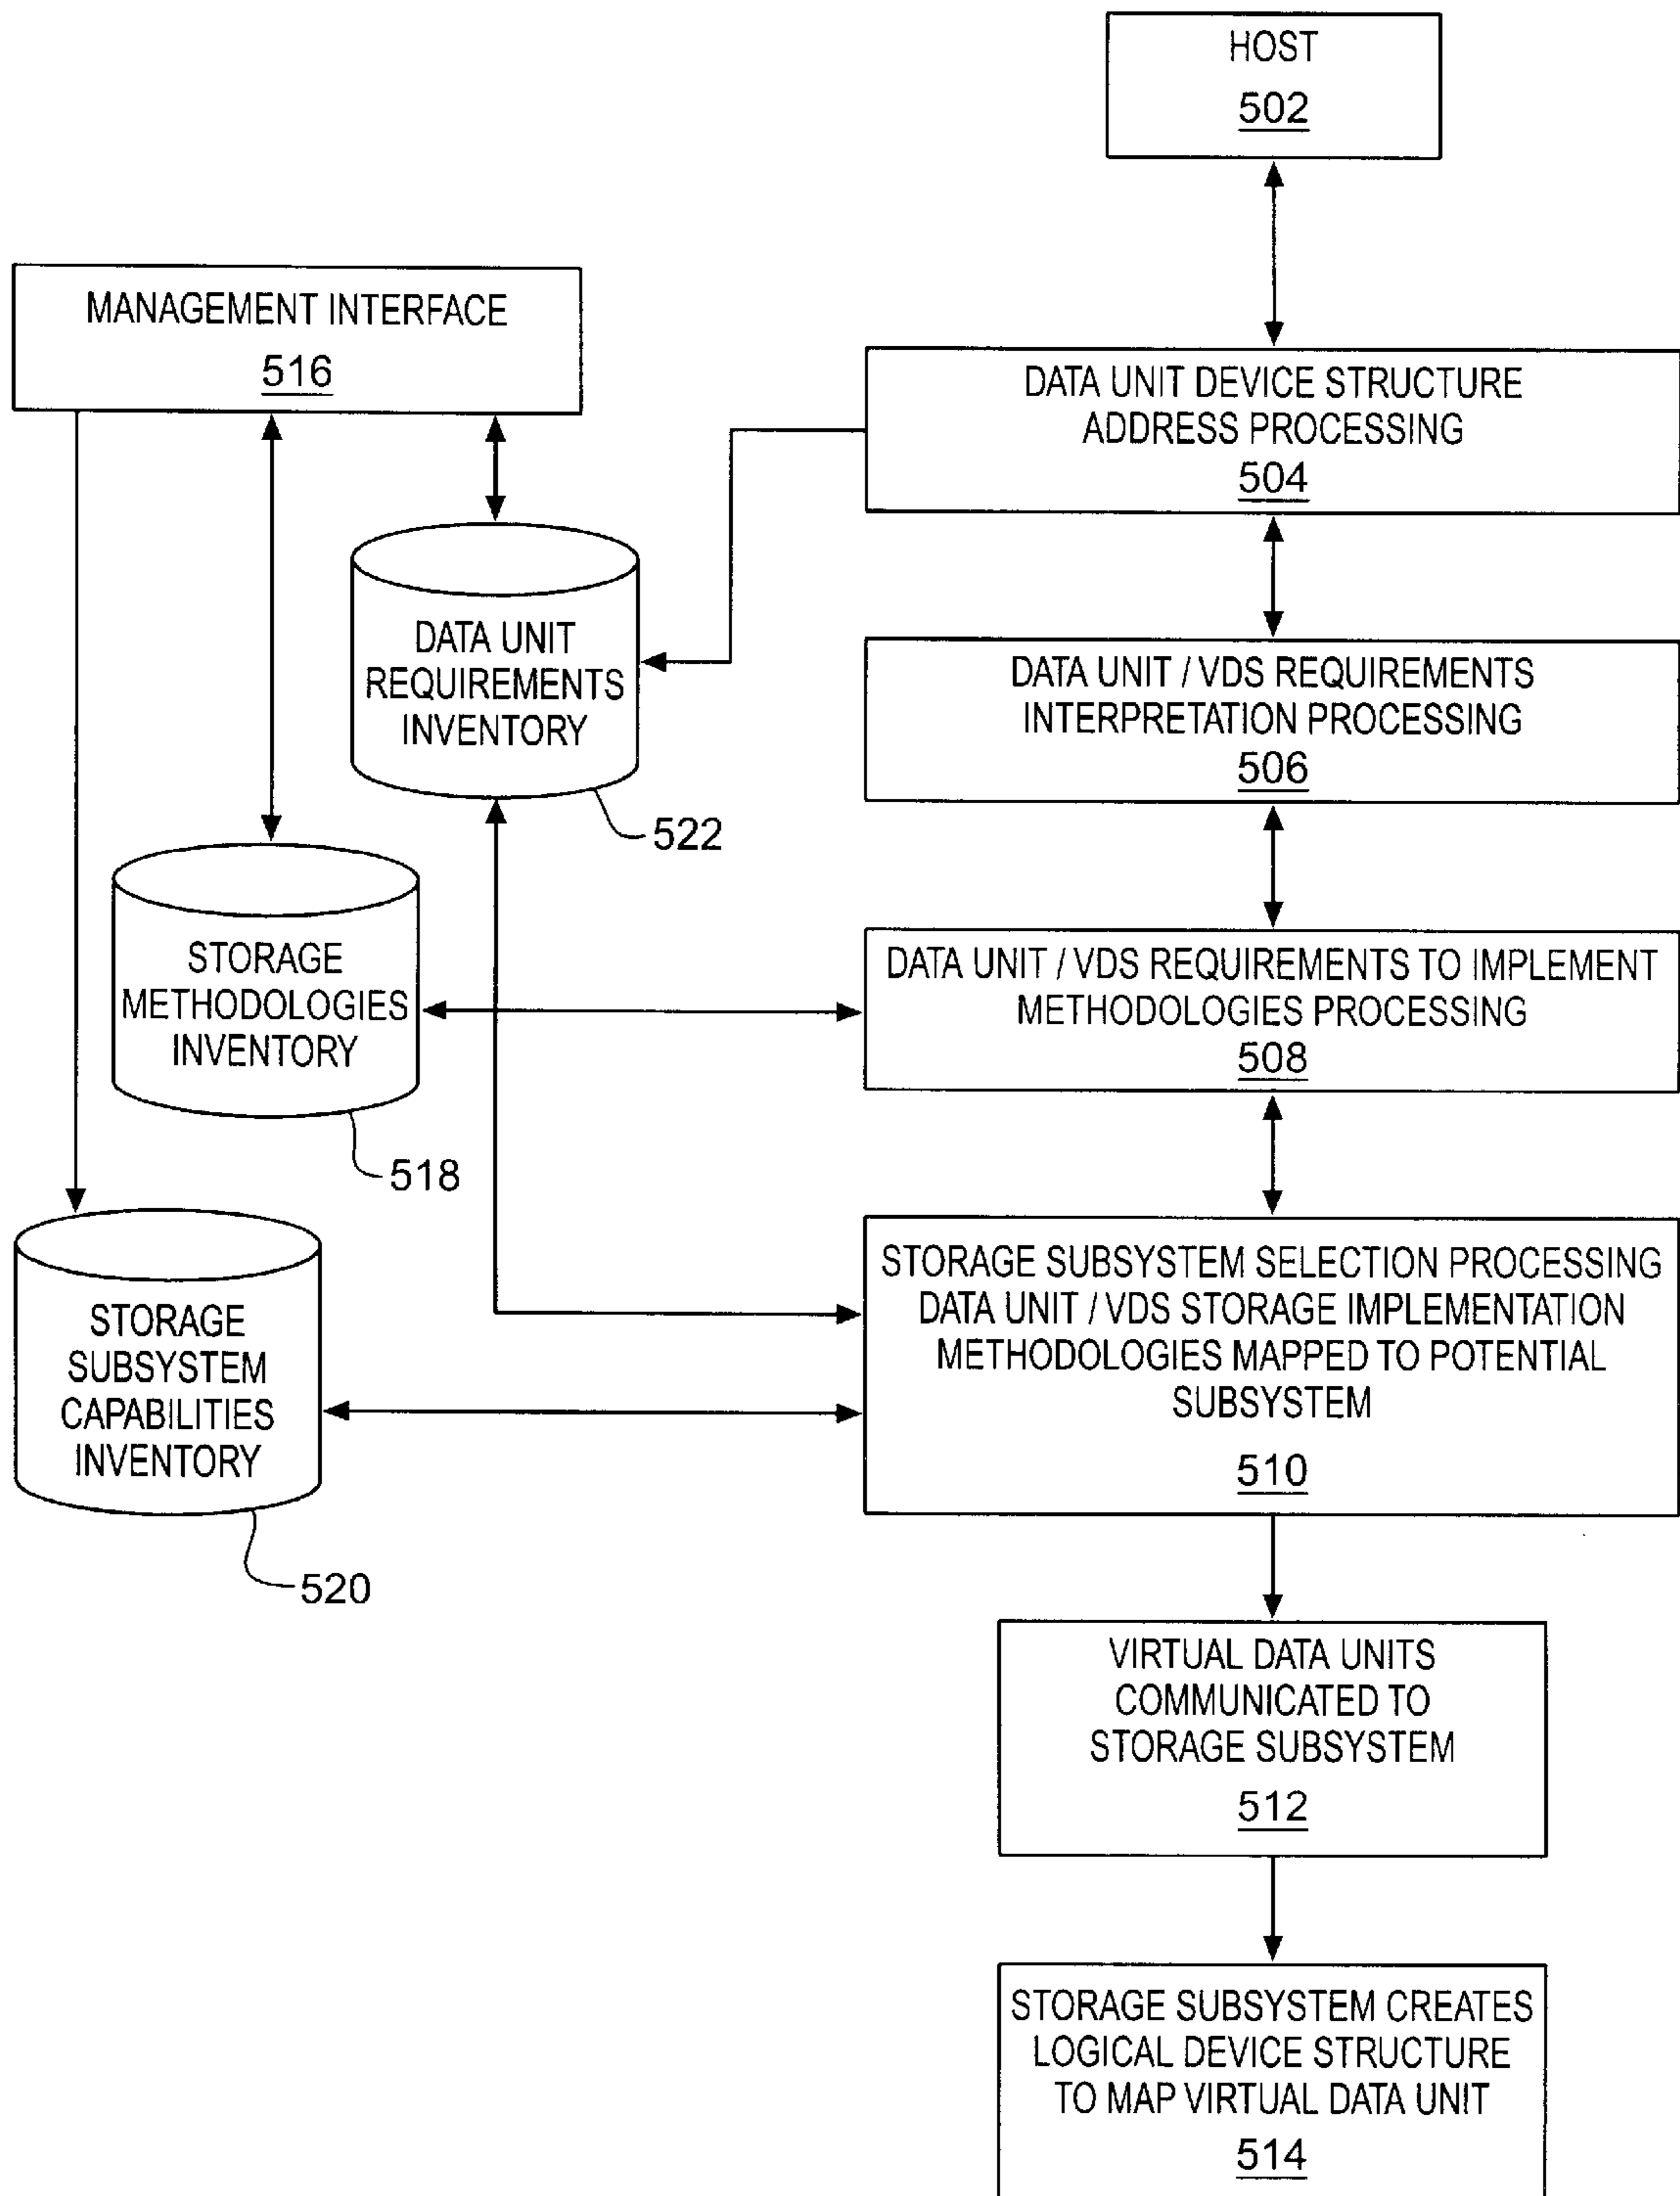 HOST
502
MANAGEMENT INTERFACE
516
DATA UNIT DEVICE STRUCTURE
ADDRESS PROCESSING
504
DATA UNIT
REQUIREMENTS
INVENTORY
522
DATA UNIT / VDS REQUIREMENTS
INTERPRETATION PROCESSING
506
STORAGE
METHODOLOGIES
INVENTORY
518
DATA UNIT / VDS REQUIREMENTS TO IMPLEMENT
METHODOLOGIES PROCESSING
508
STORAGE
SUBSYSTEM
CAPABILITIES
INVENTORY
520
STORAGE SUBSYSTEM SELECTION PROCESSING
DATA UNIT / VDS STORAGE IMPLEMENTATION
METHODOLOGIES MAPPED TO POTENTIAL
SUBSYSTEM
510
VIRTUAL DATA UNITS
COMMUNICATED TO
STORAGE SUBSYSTEM
512
STORAGE SUBSYSTEM CREATES
LOGICAL DEVICE STRUCTURE
TO MAP VIRTUAL DATA UNIT
514